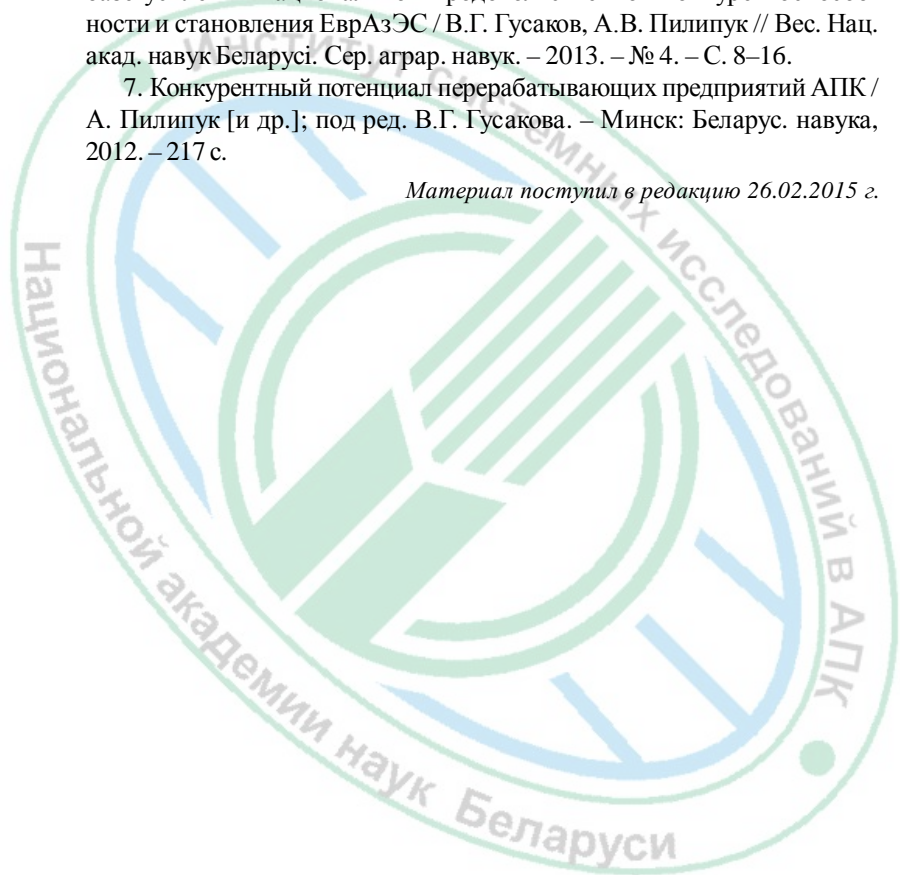 ности и становления ЕврАзЭС / В.Г. Гусаков, А.В. Пилипук // Вес. Нац.
акад. навук Беларусі. Сер. аграр. навук. – 2013. – № 4. – С. 8–16.
7. Конкурентный потенциал перерабатывающих предприятий АПК /
А. Пилипук [и др.]; под ред. В.Г. Гусакова. – Минск: Беларус. навука,
2012. – 217 с.
Материал поступил в редакцию 26.02.2015 г.
Институт системных исследований в АПК
Национальной академии наук Беларуси